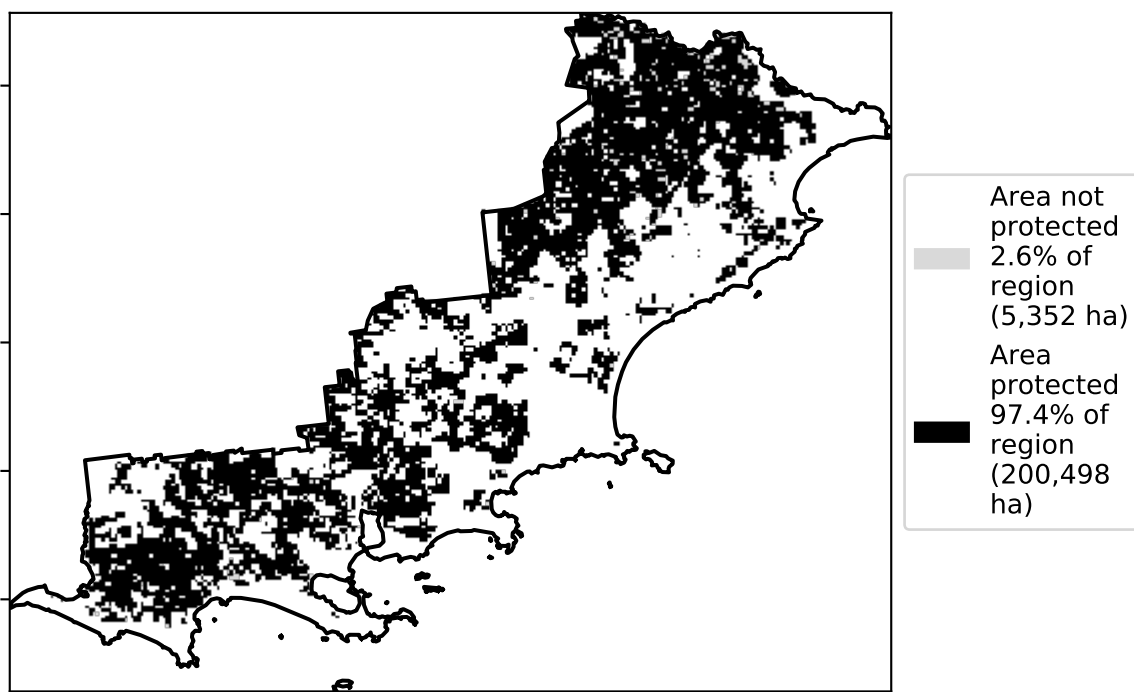 Area not
protected
2.6% of
region
(5,352 ha)
Area
protected
97.4% of
region
(200,498
ha)